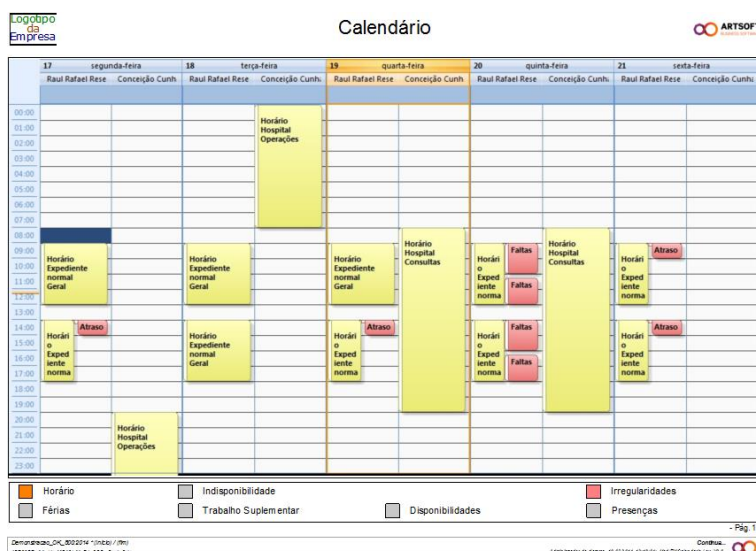 Logotipo
da
Empresa
Calendário
ARTSOFT
17 segunda-feira 18 terça-feira 19 quarta-feira 20 quinta-feira 21 sexta-feira
Raul Rafael Rese Conceição Cunh Raul Rafael Rese Conceição Cunh Raul Rafael Rese Conceição Cunh Raul Rafael Rese Conceição Cunh Raul Rafael Rese Conceição Cunh
00:00
01:00
02:00
03:00
04:00
05:00
06:00
07:00
08:00
09:00
10:00
11:00
12:00
13:00
14:00
15:00
16:00
17:00
18:00
19:00
20:00
21:00
22:00
23:00
Horário
Expediente
normal
Geral
Horári
o
Exped
iente
norma
Atraso
Horário
Hospital
Operações
Horário
Expediente
normal
Geral
Horário
Expediente
normal
Geral
Horário
Hospital
Operações
Horário
Expediente
normal
Geral
Horári
o
Exped
iente
norma
Atraso
Horário
Hospital
Consultas
Horári
o
Exped
iente
norma
Faltas
Faltas
Horári
o
Exped
iente
norma
Faltas
Faltas
Horário
Hospital
Consultas
Horári
o
Exped
iente
norma
Atraso
Horári
o
Exped
iente
norma
Atraso
Horário Indisponibilidade Irregularidades
Férias Trabalho Suplementar Disponibilidades Presenças
- Pág. 1
Continua...